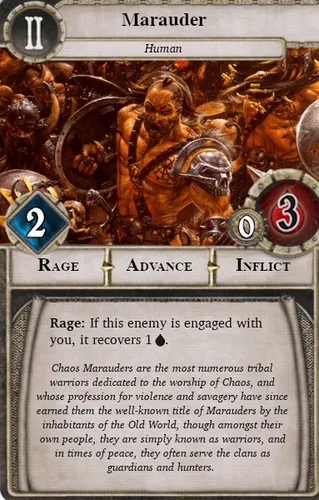 II
Marauder
Human
2
0
3
RAGE
ADVANCE
INFLICT
Rage: If this enemy is engaged with
you, it recovers 1
Chaos Marauders are the most numerous tribal
warriors dedicated to the worship of Chaos, and
whose profession for violence and savagery have since
earned them the well-known title of Marauders by the
inhabitants of the Old World, though amongst their
own people, they are simply known as warriors, and
in times of peace, they often serve the clans as
guardians and hunters.